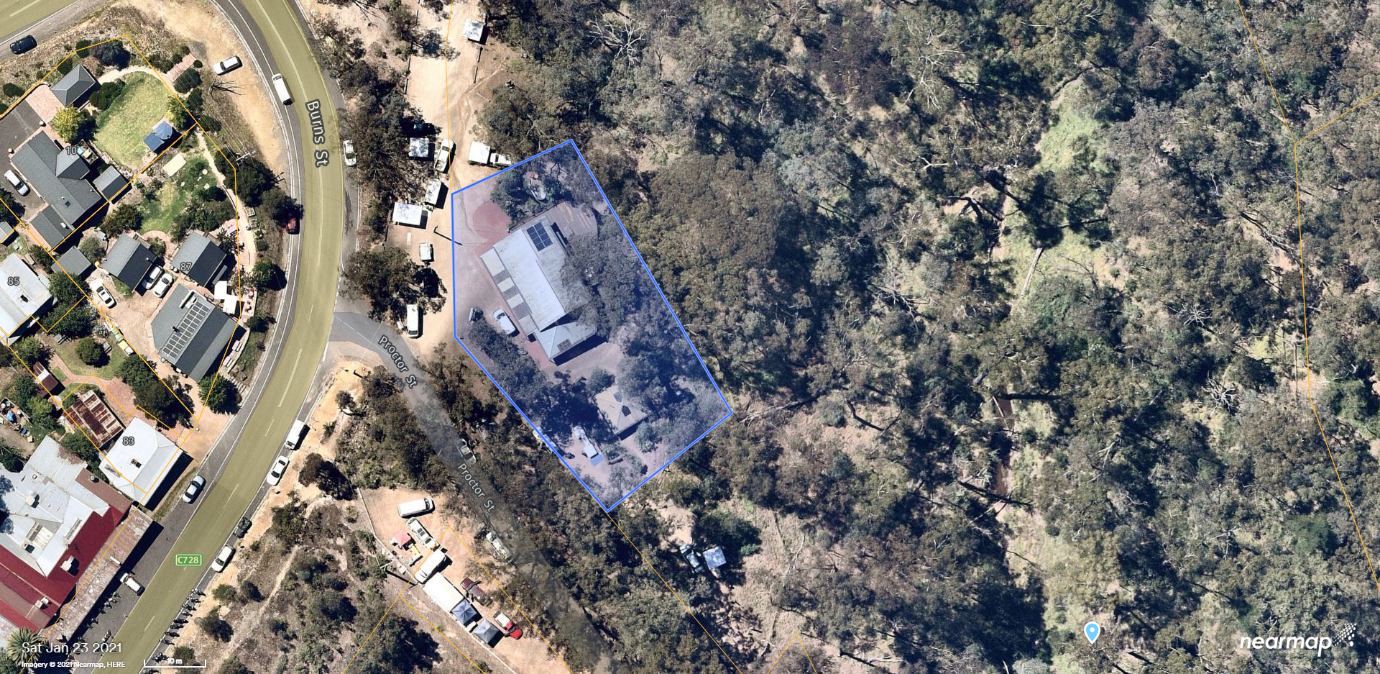 Burns St
10
87
85
Proctor St
83
Proctor St
C728
Sat Jan 23 2021
Imagery © 2021 Nearmap, HERE
10 m
nearmap